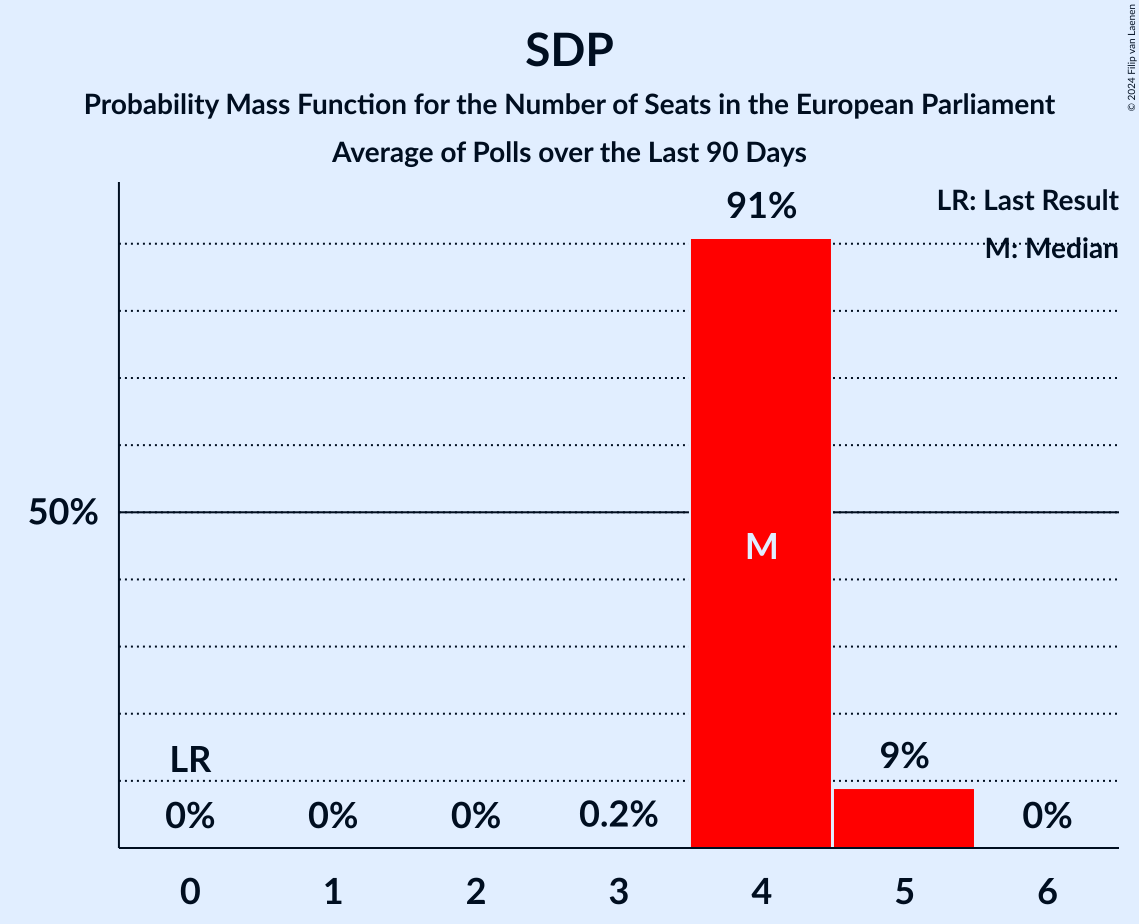 SDP
Probability Mass Function for the Number of Seats in the European Parliament
Average of Polls over the Last 90 Days
© 2024 Filip van Laenen
LR: Last Result
M: Median
91%
50%
M
LR
9%
0%
0%
0%
0.2%
0%
0
1
2
3
4
5
6